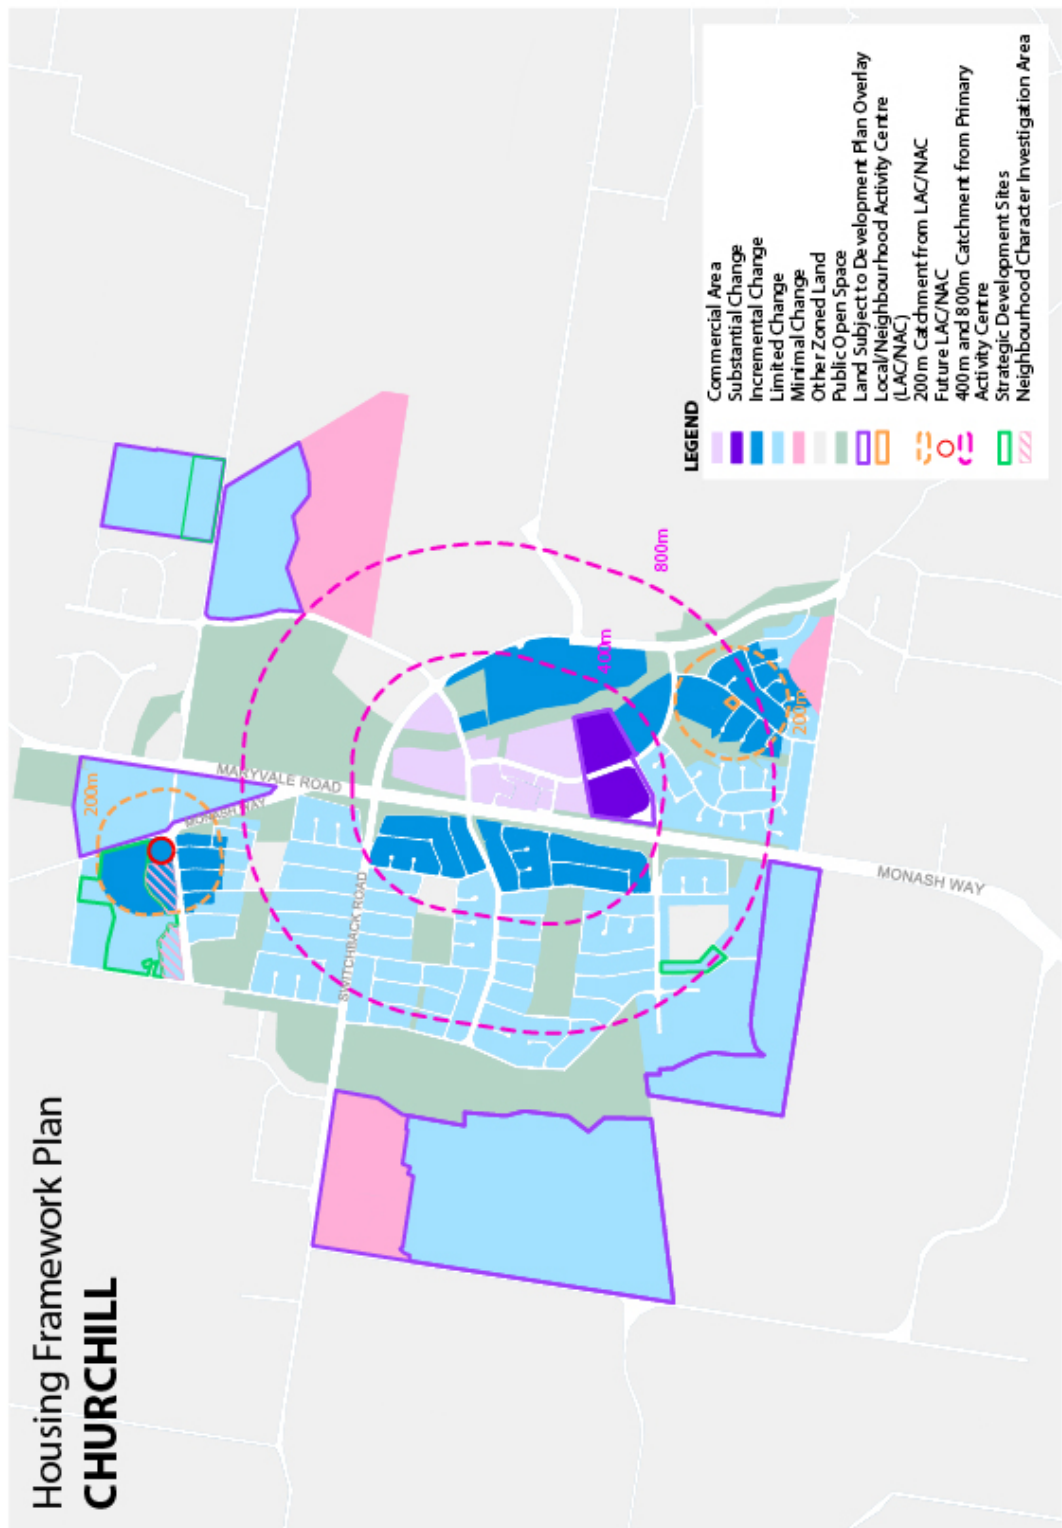 Housing Framework Plan
CHURCHILL
200m
MARYVALE ROAD
MONASH WAY
SWITCHBACK ROAD
800m
400m
200m
MONASH WAY
LEGEND
Commercial Area
Substantial Change
Incremental Change
Limited Change
Minimal Change
Other Zoned Land
Public Open Space
Land Subject to Development Plan Overlay
Local/Neighbourhood Activity Centre
(LAC/NAC)
200m Catchment from LAC/NAC
Future LAC/NAC
400m and 800m Catchment from Primary
Activity Centre
Strategic Development Sites
Neighbourhood Character Investigation Area